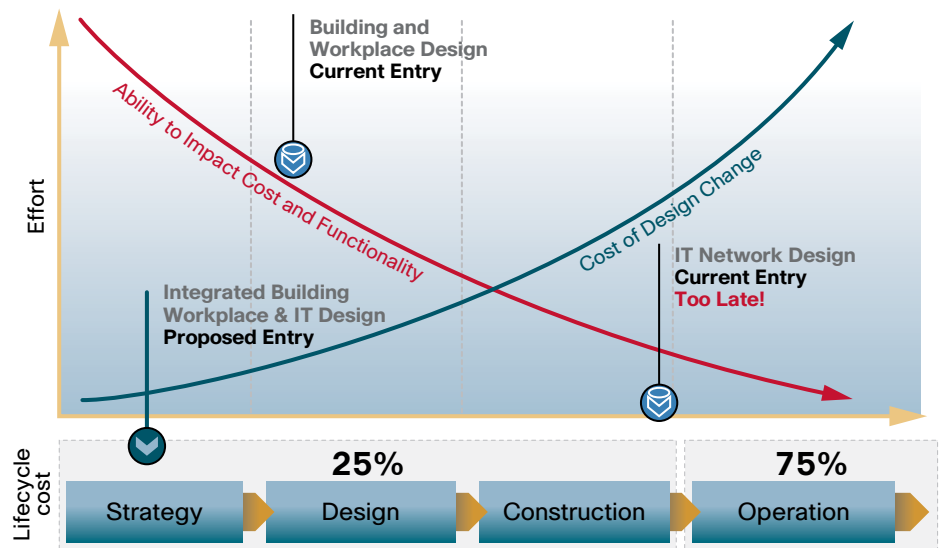 Building and
Workplace Design
Current Entry
Ability to Impact Cost and Functionality
Cost of Design Change
Effort
IT Network Design
Current Entry
Too Late!
Integrated Building
Workplace & IT Design
Proposed Entry
Lifecycle
cost
25%
75%
Strategy
Design
Construction
Operation